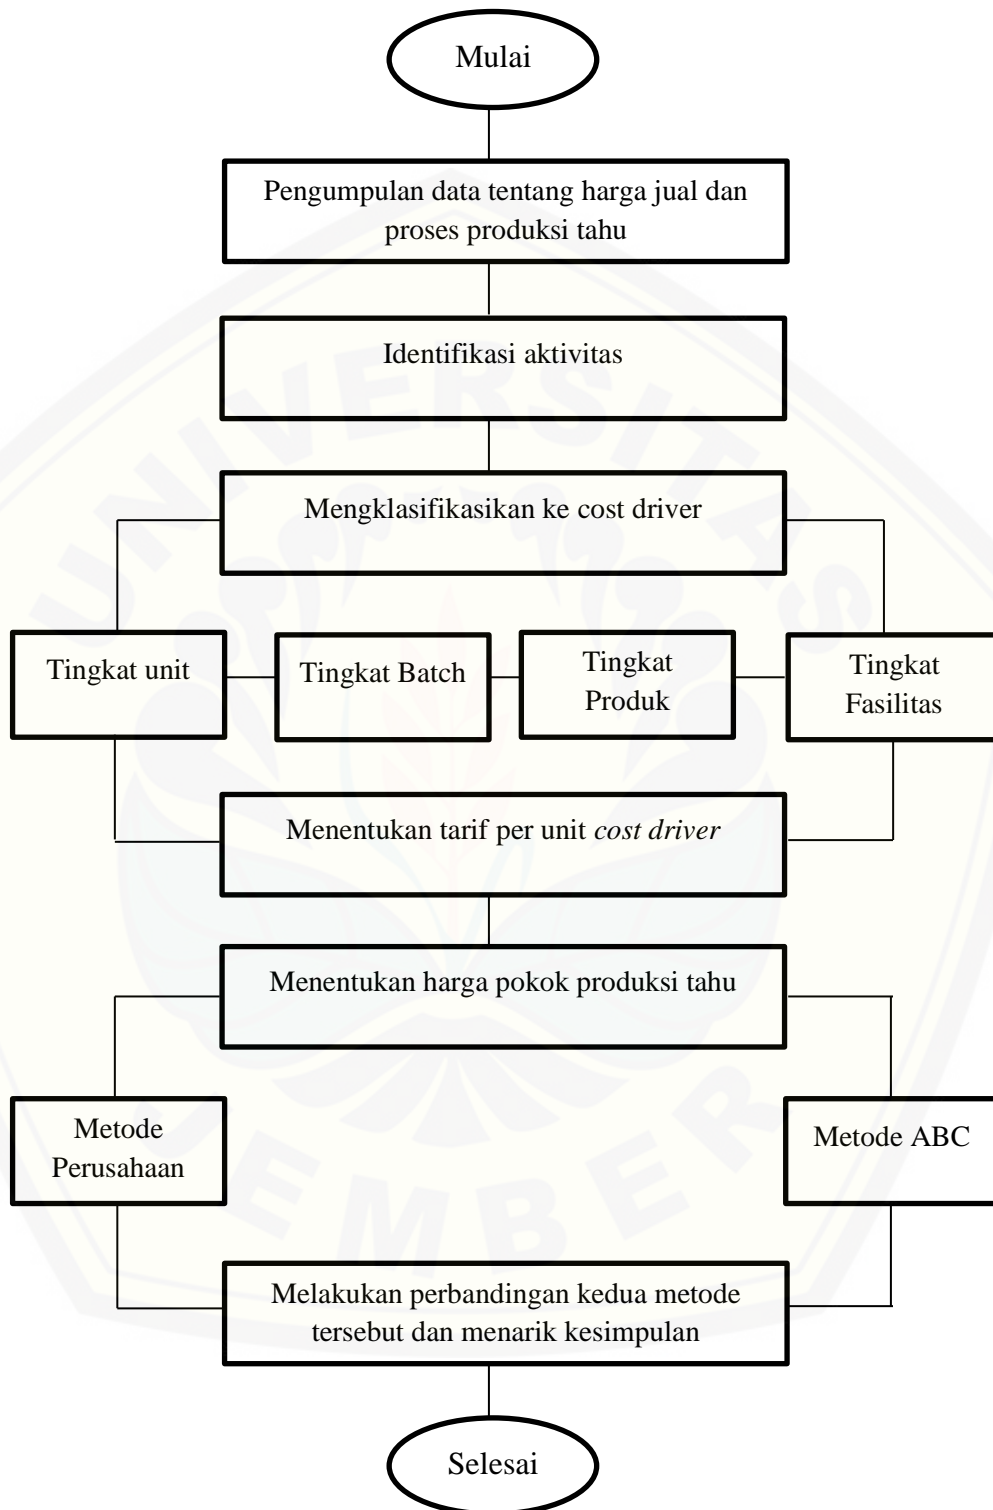 Mulai
Pengumpulan data tentang harga jual dan
proses produksi tahu
Identifikasi aktivitas
Mengklasifikasikan ke cost driver
Tingkat unit
Tingkat Batch
Tingkat
Produk
Tingkat
Fasilitas
Menentukan tarif per unit cost driver
Menentukan harga pokok produksi tahu
Metode
Perusahaan
Metode ABC
Melakukan perbandingan kedua metode
tersebut dan menarik kesimpulan
Selesai
UNIVERSITAS
JEMBER